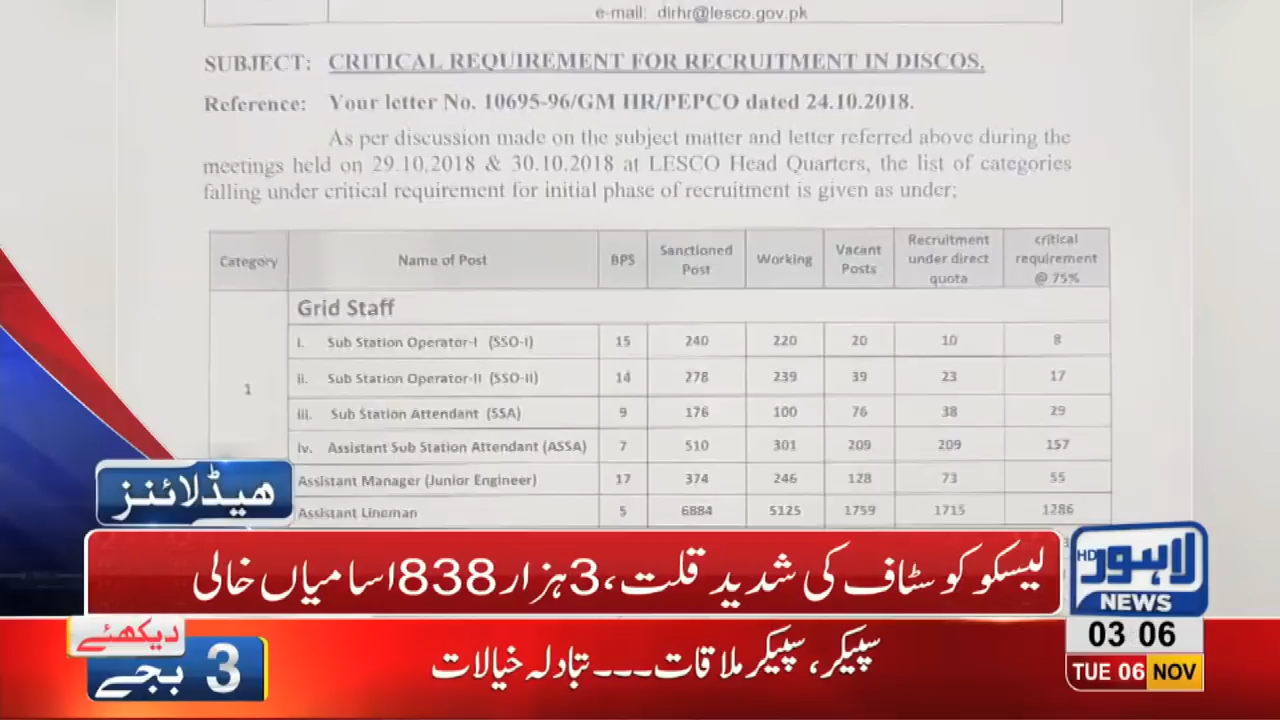 e-mail: dirhr@lesco.gov.pk
SUBJECT: CRITICAL REQUIREMENT FOR RECRUITMENT IN DISCOS.
Reference: Your letter No. 10695-96/GM HR/PEPCO dated 24.10.2018.
As per discussion made on the subject matter and letter referred above during the
meetings held on 29.10.2018 & 30.10.2018 at LESCO Head Quarters, the list of categories
falling under critical requirement for initial phase of recruitment is given as under;
Category Name of Post BPS Sanctioned Post Working Vacant Posts Recruitment under direct quota critical requirement @ 75%
Grid Staff
1
i. Sub Station Operator-I (SSO-I) 15 240 220 20 10 8
ii. Sub Station Operator-II (SSO-II) 14 278 239 39 23 17
iii. Sub Station Attendant (SSA) 9 176 100 76 38 29
iv. Assistant Sub Station Attendant (ASSA) 7 510 301 209 209 157
Assistant Manager (Junior Engineer) 17 374 246 128 73 55
Assistant Lineman 5 6884 5125 1759 1715 1286
ھیڈلائنز
لیسکو کو سٹاف کی شدید قلت، 3 ہزار 838 اسامیاں خالی
لاہور HD
NEWS
دیکھئے
3 بجے
سپیکر، سپیکر ملاقات۔۔۔ تبادلہ خیالات
03 06
TUE 06 NOV